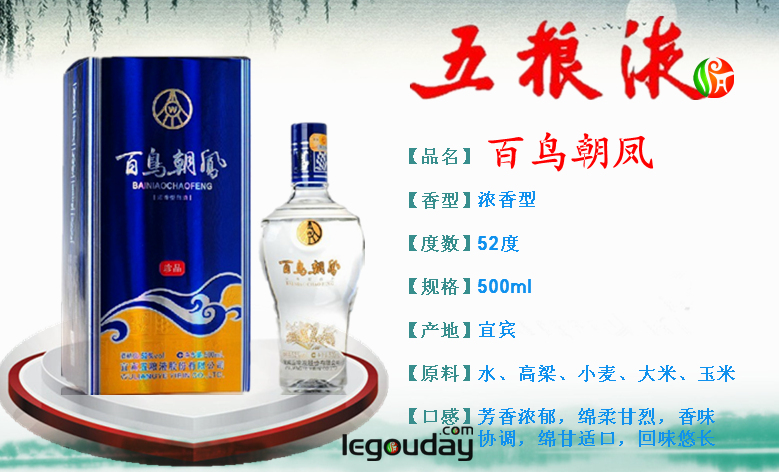 五粮液
百鸟朝凤
BAINIAOCHAOFENG
珍品
百鸟朝凤
【品名】百鸟朝凤
【香型】浓香型
【度数】52度
【规格】500ml
【产地】宜宾
【原料】水、高粱、小麦、大米、玉米
【口感】芳香浓郁，绵柔甘烈，香味
协调，绵甘适口，回味悠长
legouday.com